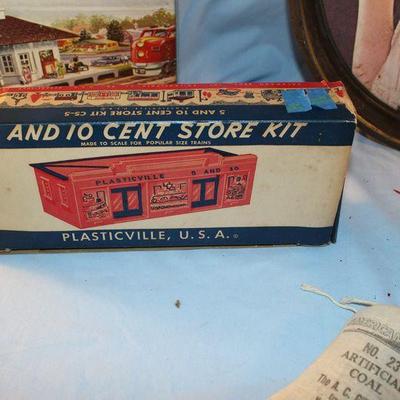 5 AND 10 CENT STORE KIT CS-5
AND 10 CENT STORE KIT
MADE TO SCALE FOR POPULAR SIZE TRAINS
PLASTICVILLE 5 AND 10
PLASTICVILLE, U.S.A.®
NO. 23
ARTIFICIAL
COAL
The A. C.